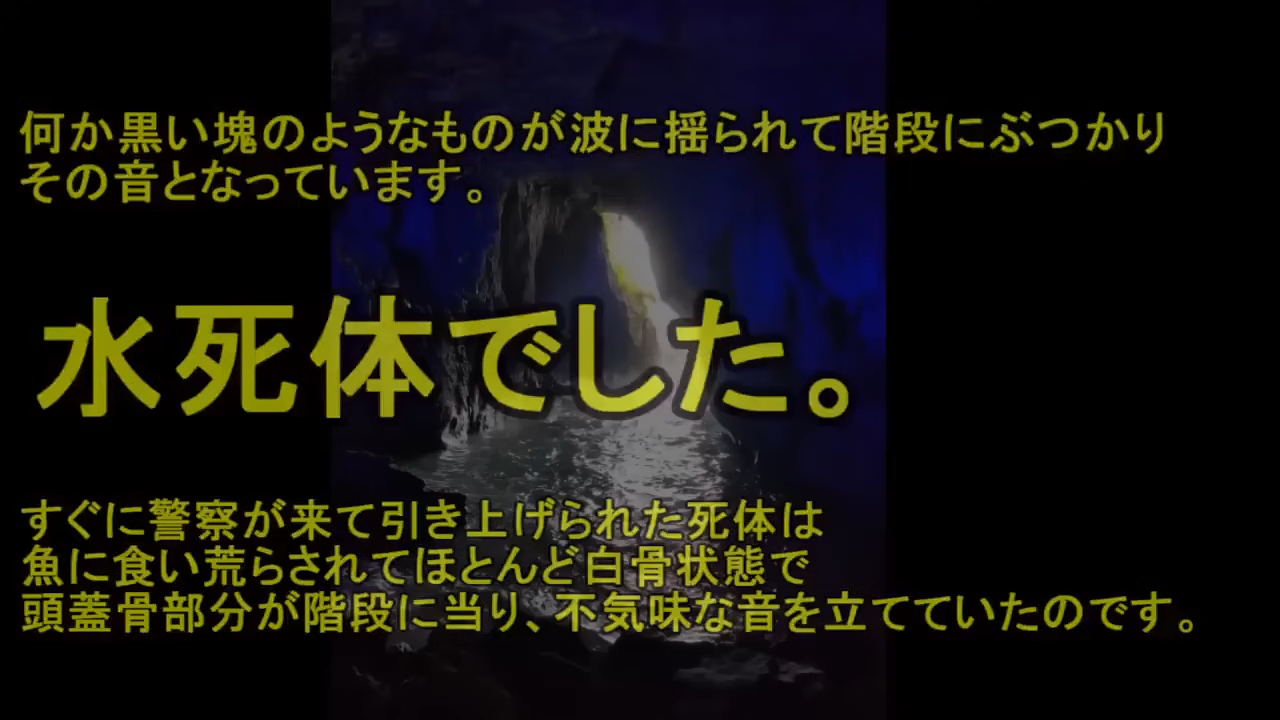 何か黒い塊のようなものが波に揺られて階段にぶつかり
その音となっています。
水死体でした。
すぐに警察が来て引き上げられた死体は
魚に食い荒らされてほとんど白骨状態で
頭蓋骨部分が階段に当り、不気味な音を立てていたのです。